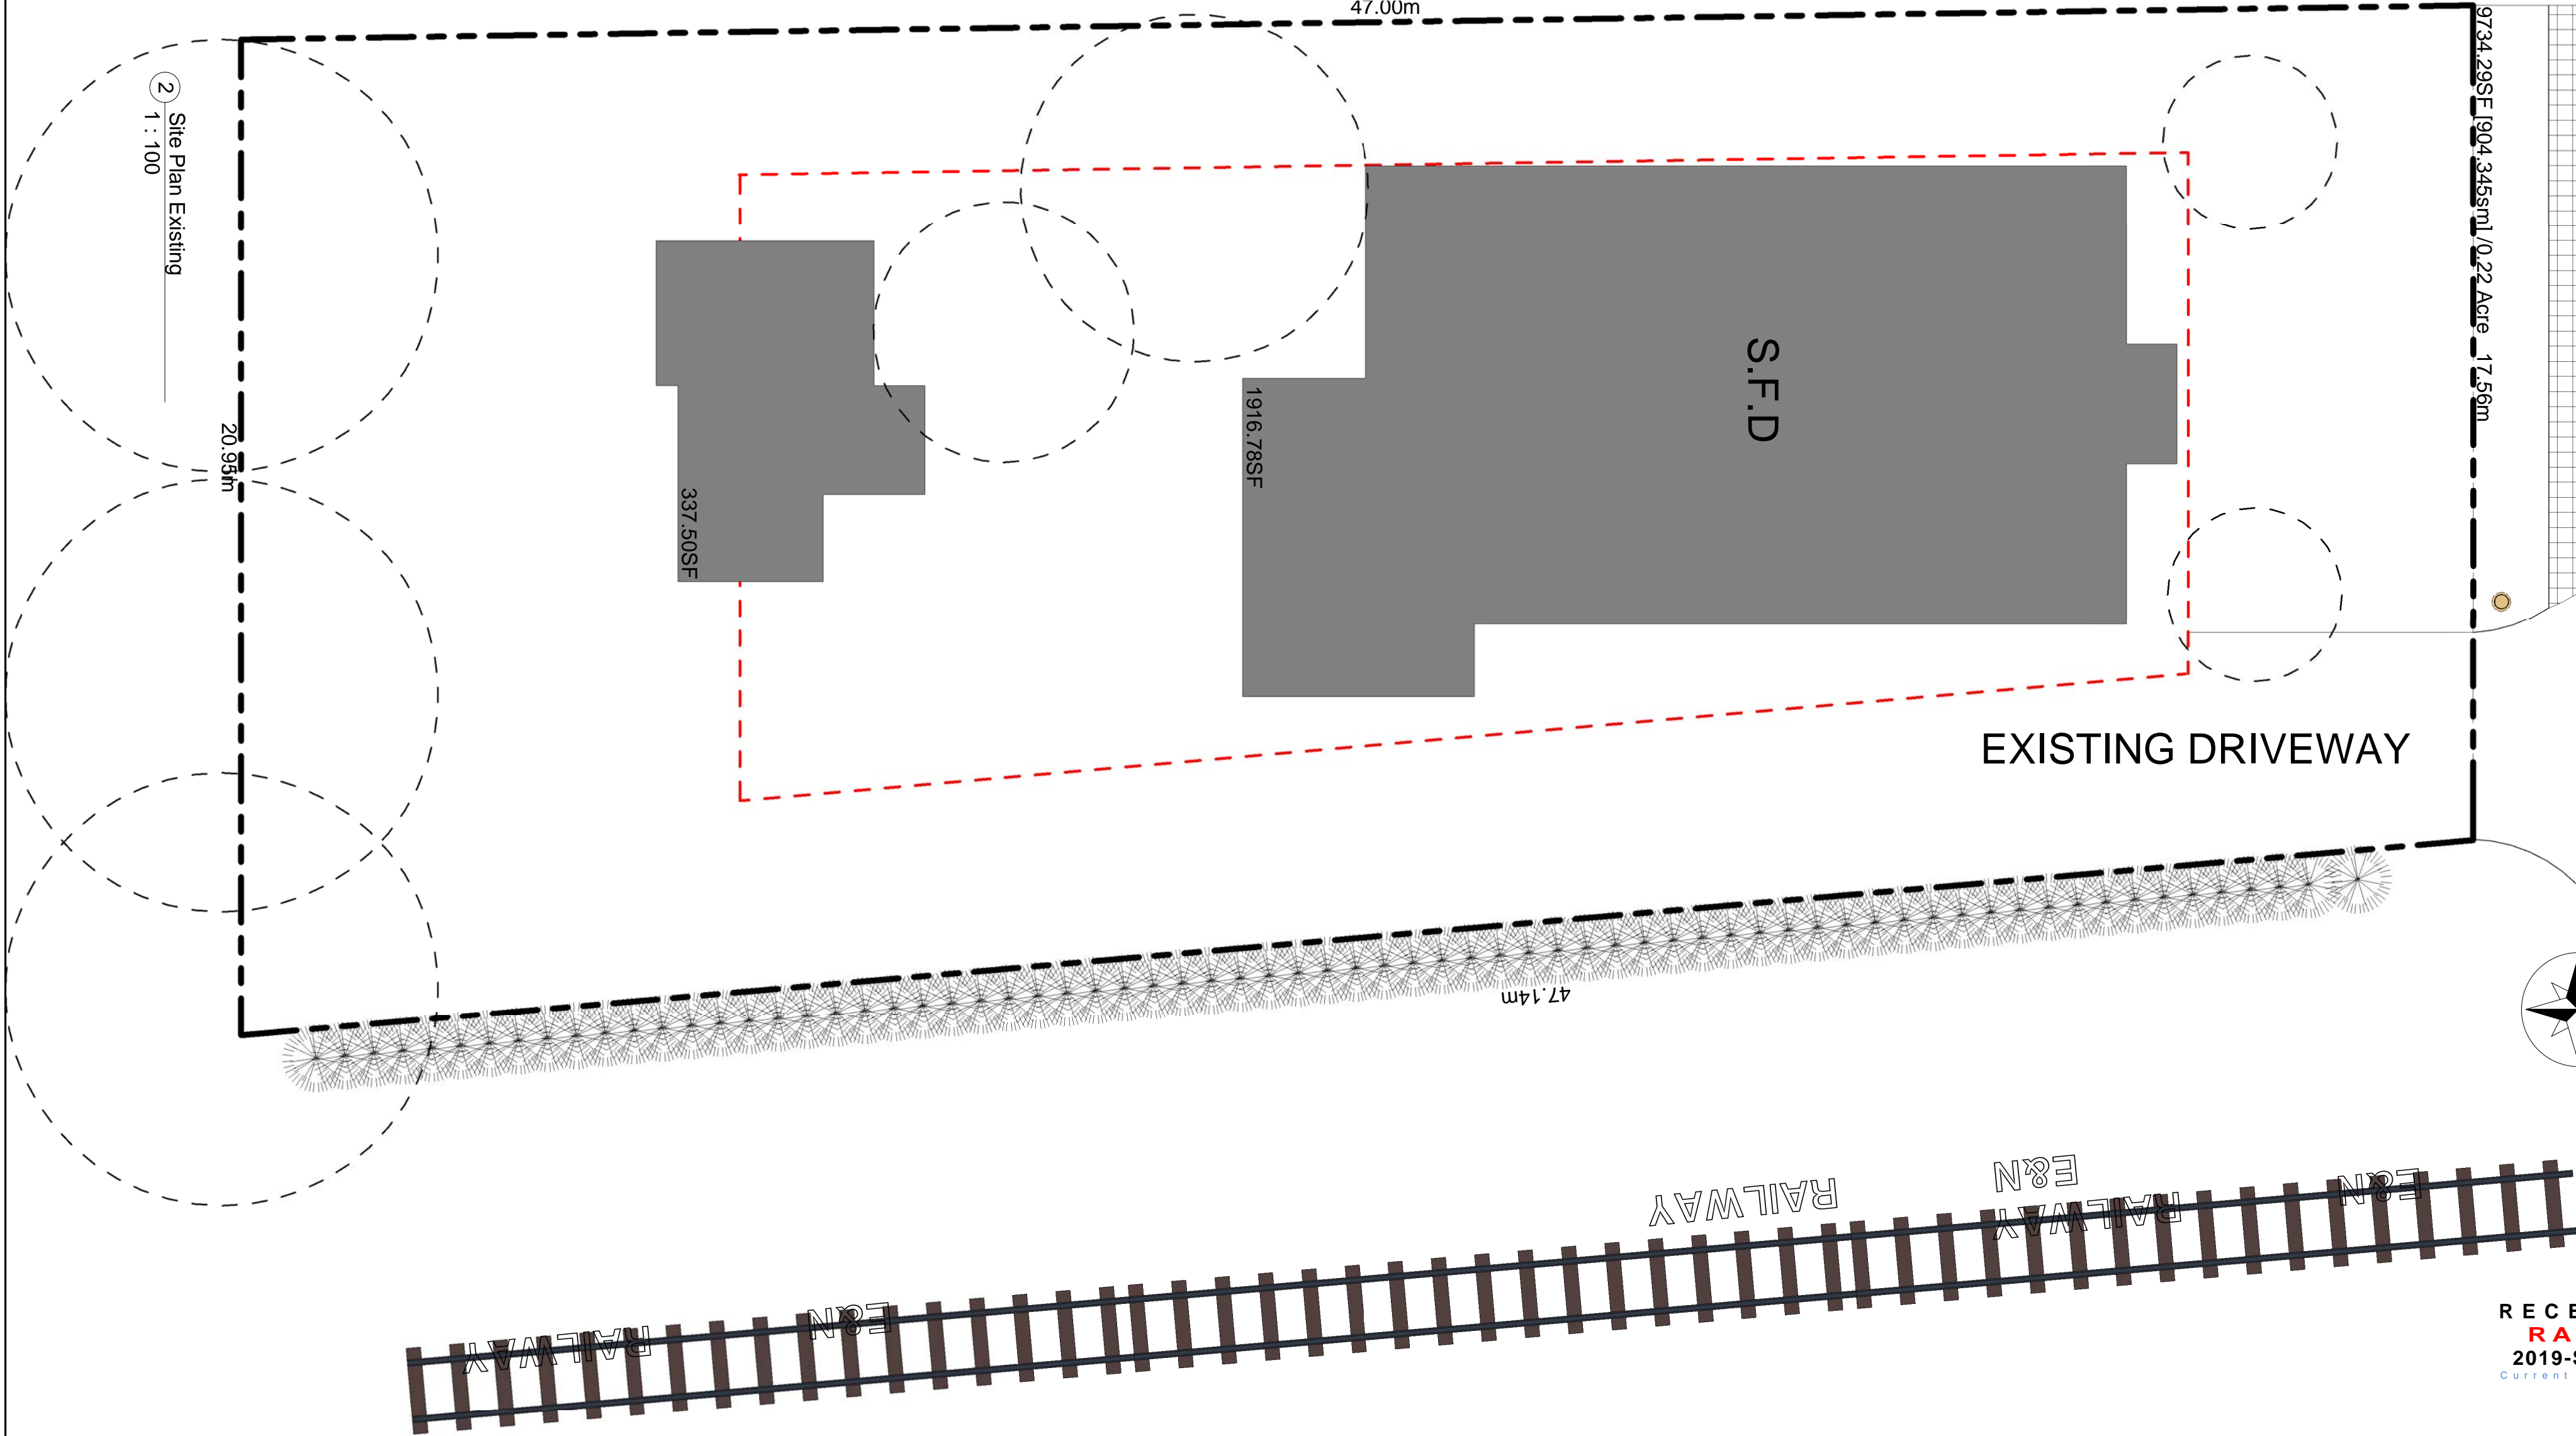 47.00m
9734.29SF [904.345sm] /0.22 Acre 17.56m
2
Site Plan Existing
1 : 100
20.95m
337.50SF
1916.78SF
S.F.D
EXISTING DRIVEWAY
47.14m
E&N
RAILWAY
RAILWAY
E&N
E&N
RAILWAY
RECE
RA
2019-S
Current